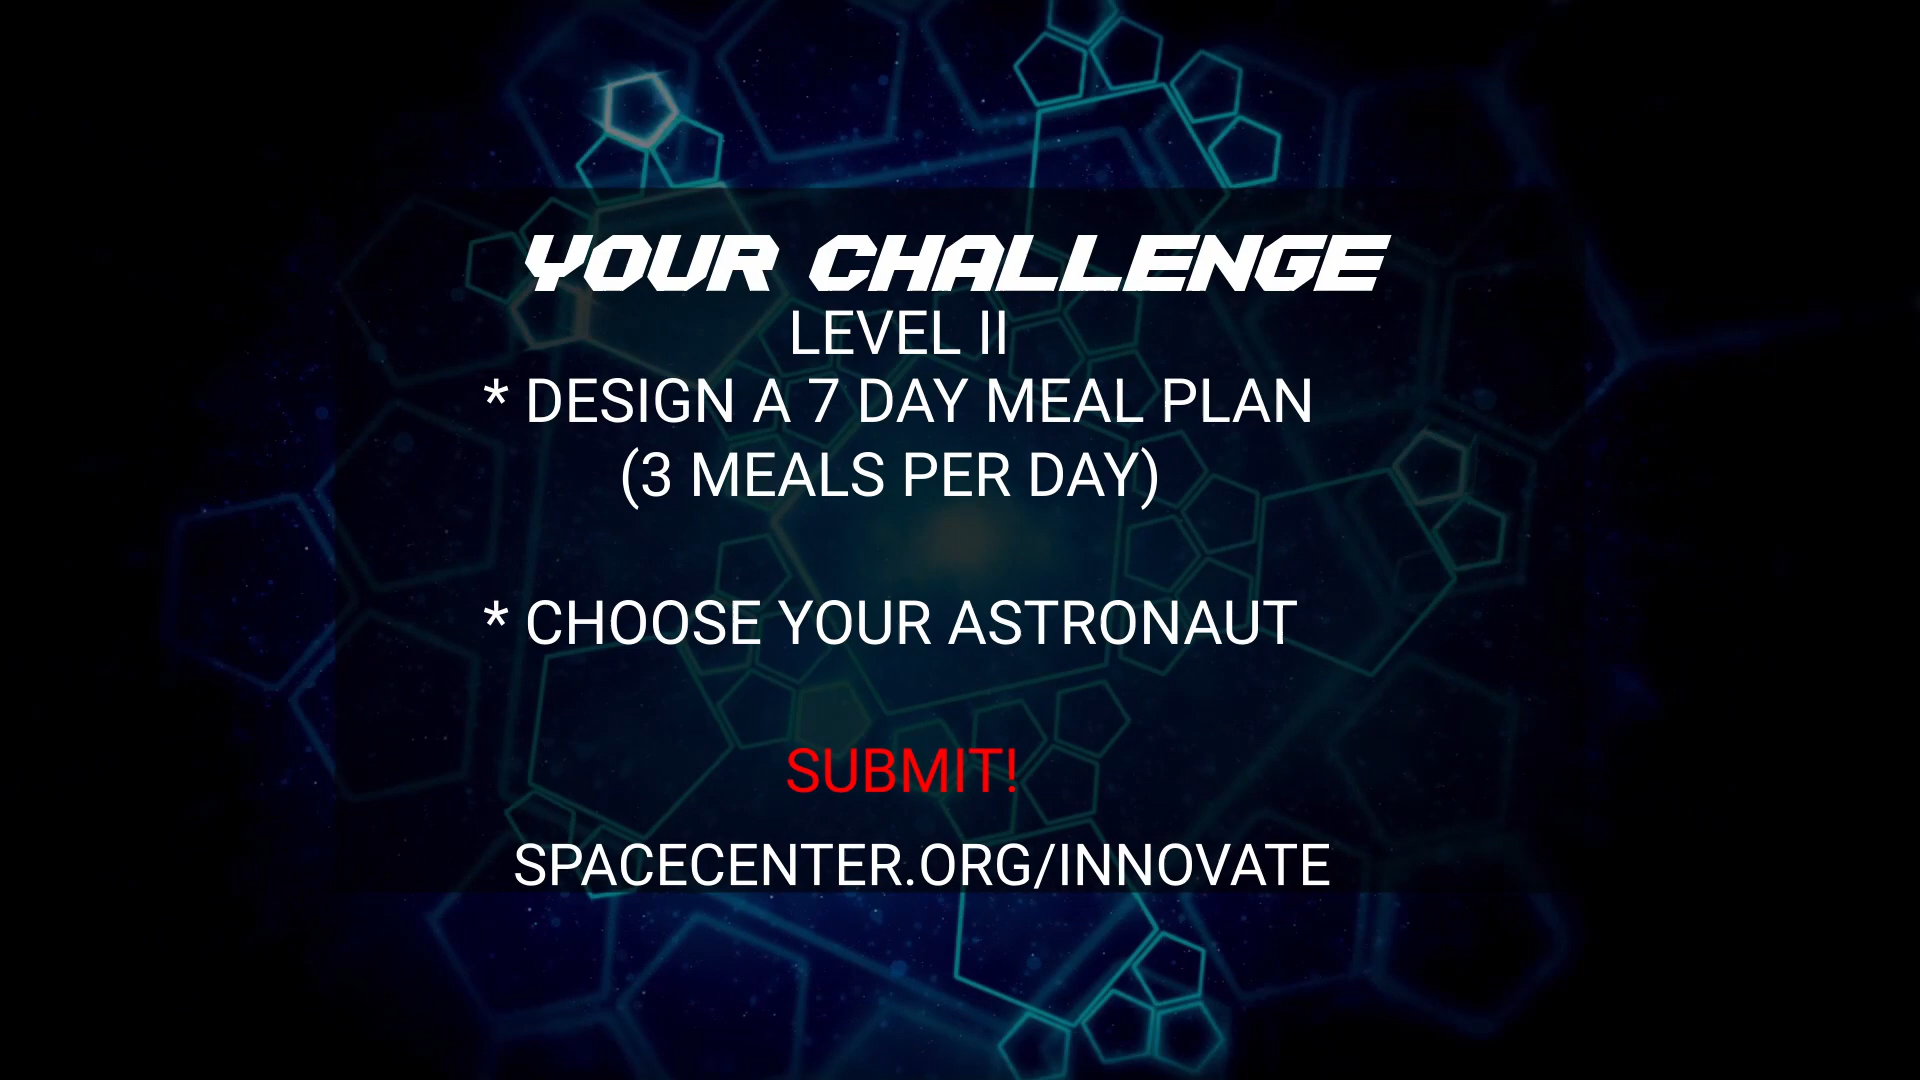 YOUR CHALLENGE
LEVEL II
* DESIGN A 7 DAY MEAL PLAN
(3 MEALS PER DAY)
* CHOOSE YOUR ASTRONAUT
SUBMIT!
SPACECENTER.ORG/INNOVATE